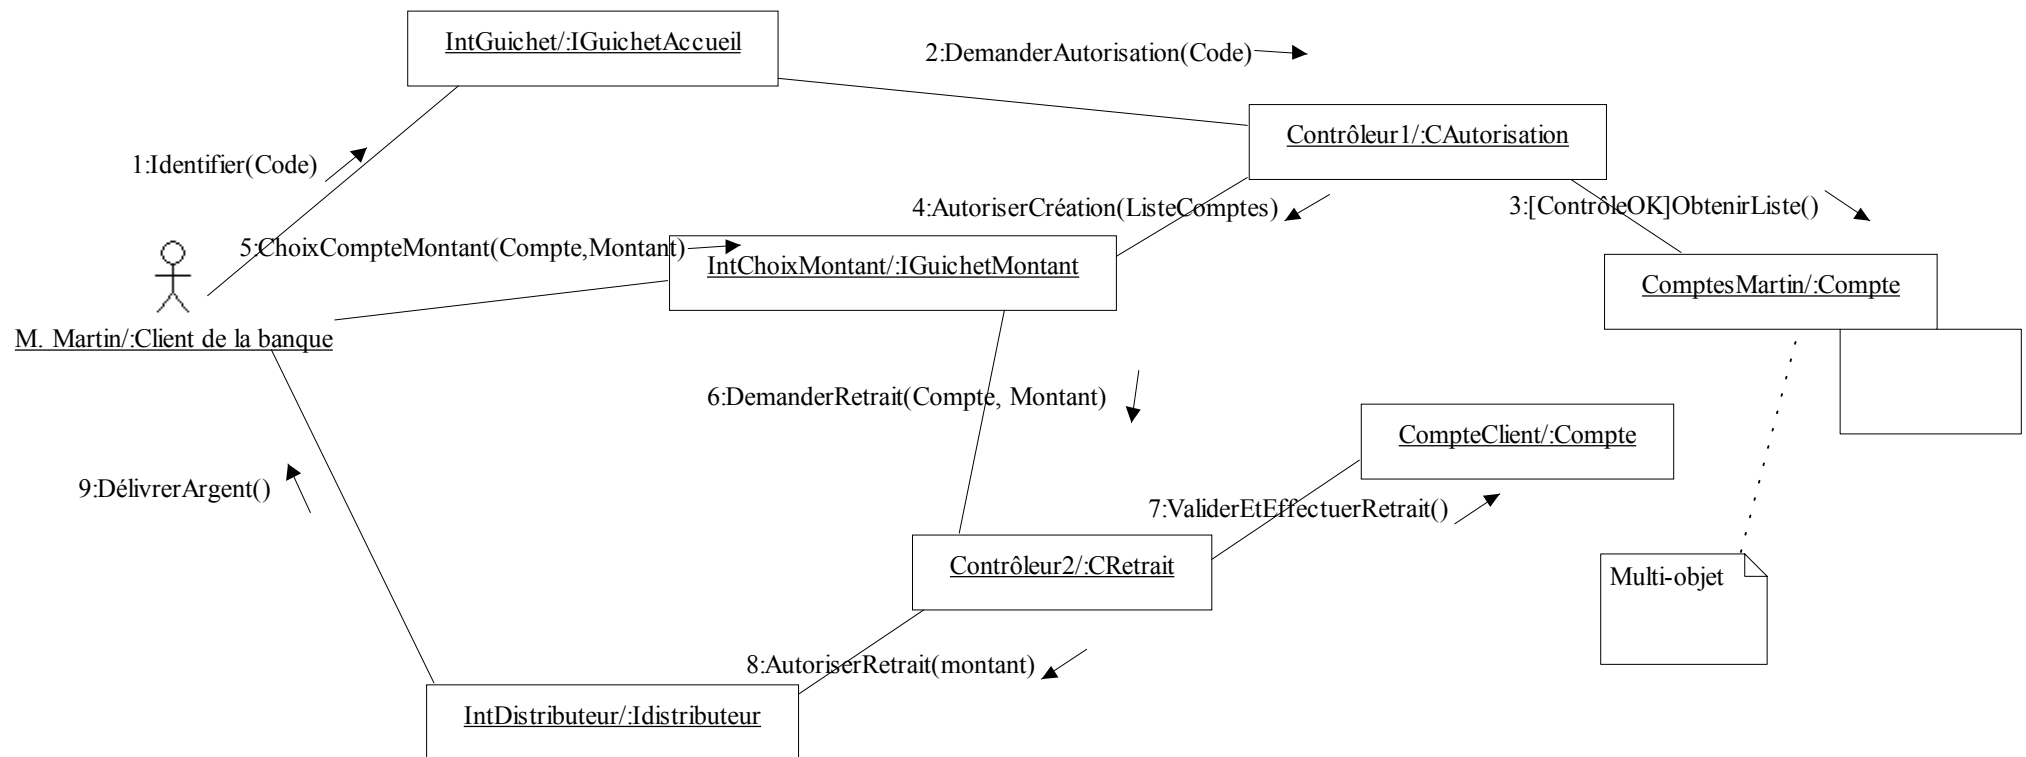 IntGuichet/:IGuichetAccueil
2:DemanderAutorisation(Code)
Contrôleur1/:CAutorisation
1:Identifier(Code)
4:AutoriserCréation(ListeComptes)
3:[ContrôleOK]ObtenirListe()
5:ChoixCompteMontant(Compte,Montant)
IntChoixMontant/:IGuichetMontant
ComptesMartin/:Compte
M. Martin/:Client de la banque
6:DemanderRetrait(Compte, Montant)
CompteClient/:Compte
9:DélivrerArgent()
7:ValiderEtEffectuerRetrait()
Contrôleur2/:CRetrait
Multi-objet
8:AutoriserRetrait(montant)
IntDistributeur/:Idistributeur